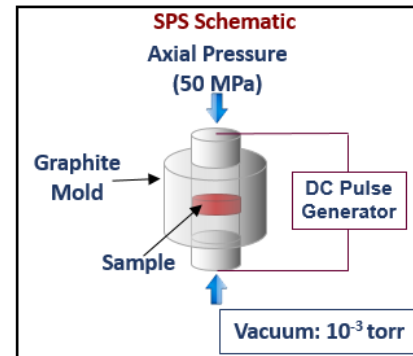 SPS Schematic
Axial Pressure
(50 MPa)
Graphite
Mold
DC Pulse
Generator
Sample
Vacuum: 10⁻³ torr